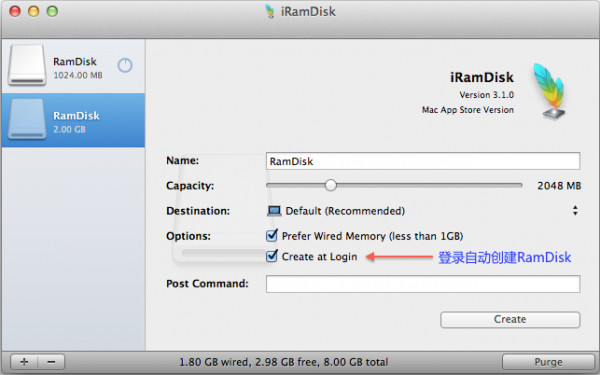 iRamDisk
RamDisk
1024.00 MB
RamDisk
2.00 GB
iRamDisk
Version 3.1.0
Mac App Store Version
Name: RamDisk
Capacity: 2048 MB
Destination: Default (Recommended)
Options: Prefer Wired Memory (less than 1GB)
Create at Login 登录自动创建RamDisk
Post Command:
Create
+ − 1.80 GB wired, 2.98 GB free, 8.00 GB total Purge